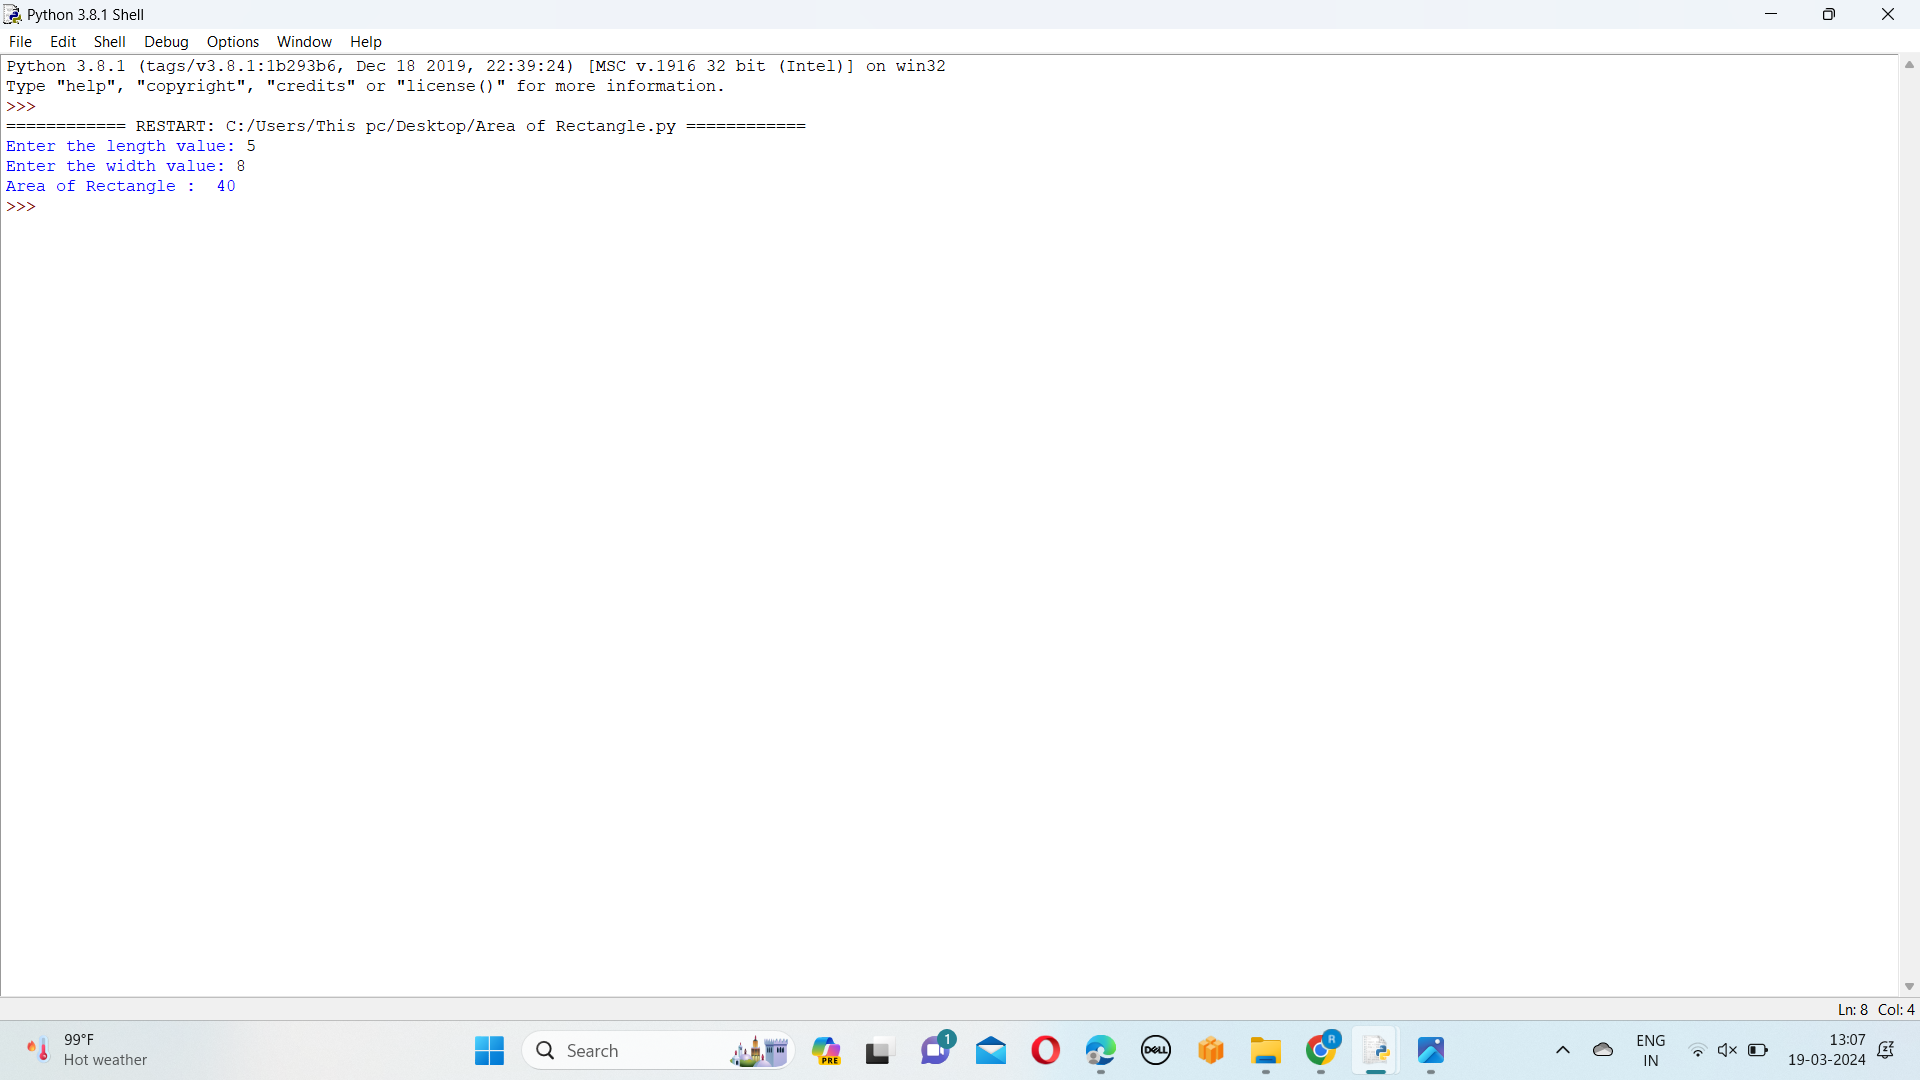 Python 3.8.1 Shell
File Edit Shell Debug Options Window Help
Python 3.8.1 (tags/v3.8.1:1b293b6, Dec 18 2019, 22:39:24) [MSC v.1916 32 bit (Intel)] on win32
Type "help", "copyright", "credits" or "license()" for more information.
>>>
============ RESTART: C:/Users/This pc/Desktop/Area of Rectangle.py ============
Enter the length value: 5
Enter the width value: 8
Area of Rectangle :  40
>>>
Ln: 8 Col: 4
99°F
Hot weather
Search
PRE
1
DELL
R
ENG
IN
13:07
19-03-2024